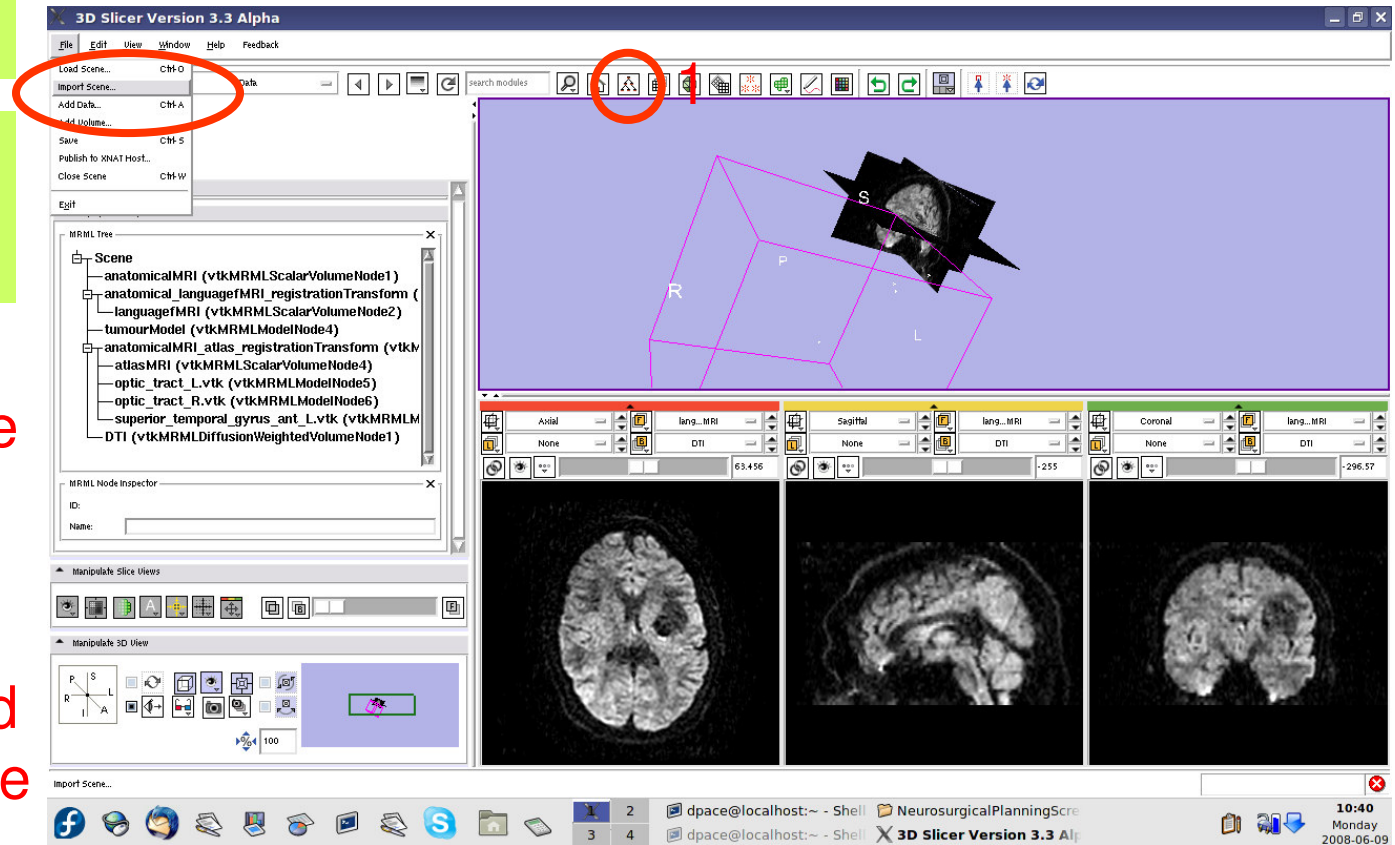 3D Slicer Version 3.3 Alpha
File Edit View Window Help Feedback
Load Scene... Ctrl-O
Import Scene...
Add Data... Ctrl-A
Add Volume...
Save Ctrl-S
Publish to XNAT Host...
Close Scene Ctrl-W
Exit
Data
search modules
1
MRML Tree
Scene
anatomicalMRI (vtkMRMLScalarVolumeNode1)
anatomical_languagefMRI_registrationTransform (
languagefMRI (vtkMRMLScalarVolumeNode2)
tumourModel (vtkMRMLModelNode4)
anatomicalMRI_atlas_registrationTransform (vtkM
atlasMRI (vtkMRMLScalarVolumeNode4)
optic_tract_L.vtk (vtkMRMLModelNode5)
optic_tract_R.vtk (vtkMRMLModelNode6)
superior_temporal_gyrus_ant_L.vtk (vtkMRMLM
DTI (vtkMRMLDiffusionWeightedVolumeNode1)
MRML Node Inspector
ID:
Name:
Manipulate Slice Views
A B F
Manipulate 3D View
P S
R L
I A
% 100
S
P
R
L
Axial F lang...MRI
L None B DTI
63.456
Sagittal F lang...MRI
L None B DTI
-255
Coronal F lang...MRI
L None B DTI
-296.57
e
d
e
Import Scene...
1 2
3 4
dpace@localhost:~ - Shell
NeurosurgicalPlanningScre
dpace@localhost:~ - Shell
3D Slicer Version 3.3 Alp
10:40
Monday
2008-06-09